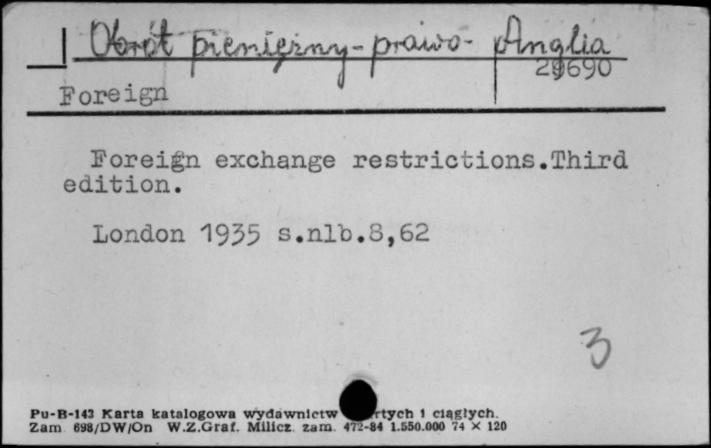 Obrót pieniężny - prawo - Anglia
29690
Foreign
Foreign exchange restrictions.Third
edition.
London 1935 s.nlb.8,62
3
Pu-B-143 Karta katalogowa wydawnictw rtych i ciągłych.
Zam 698/DW/On W.Z.Graf. Milicz zam. 472-84 1.550.000 74 × 120